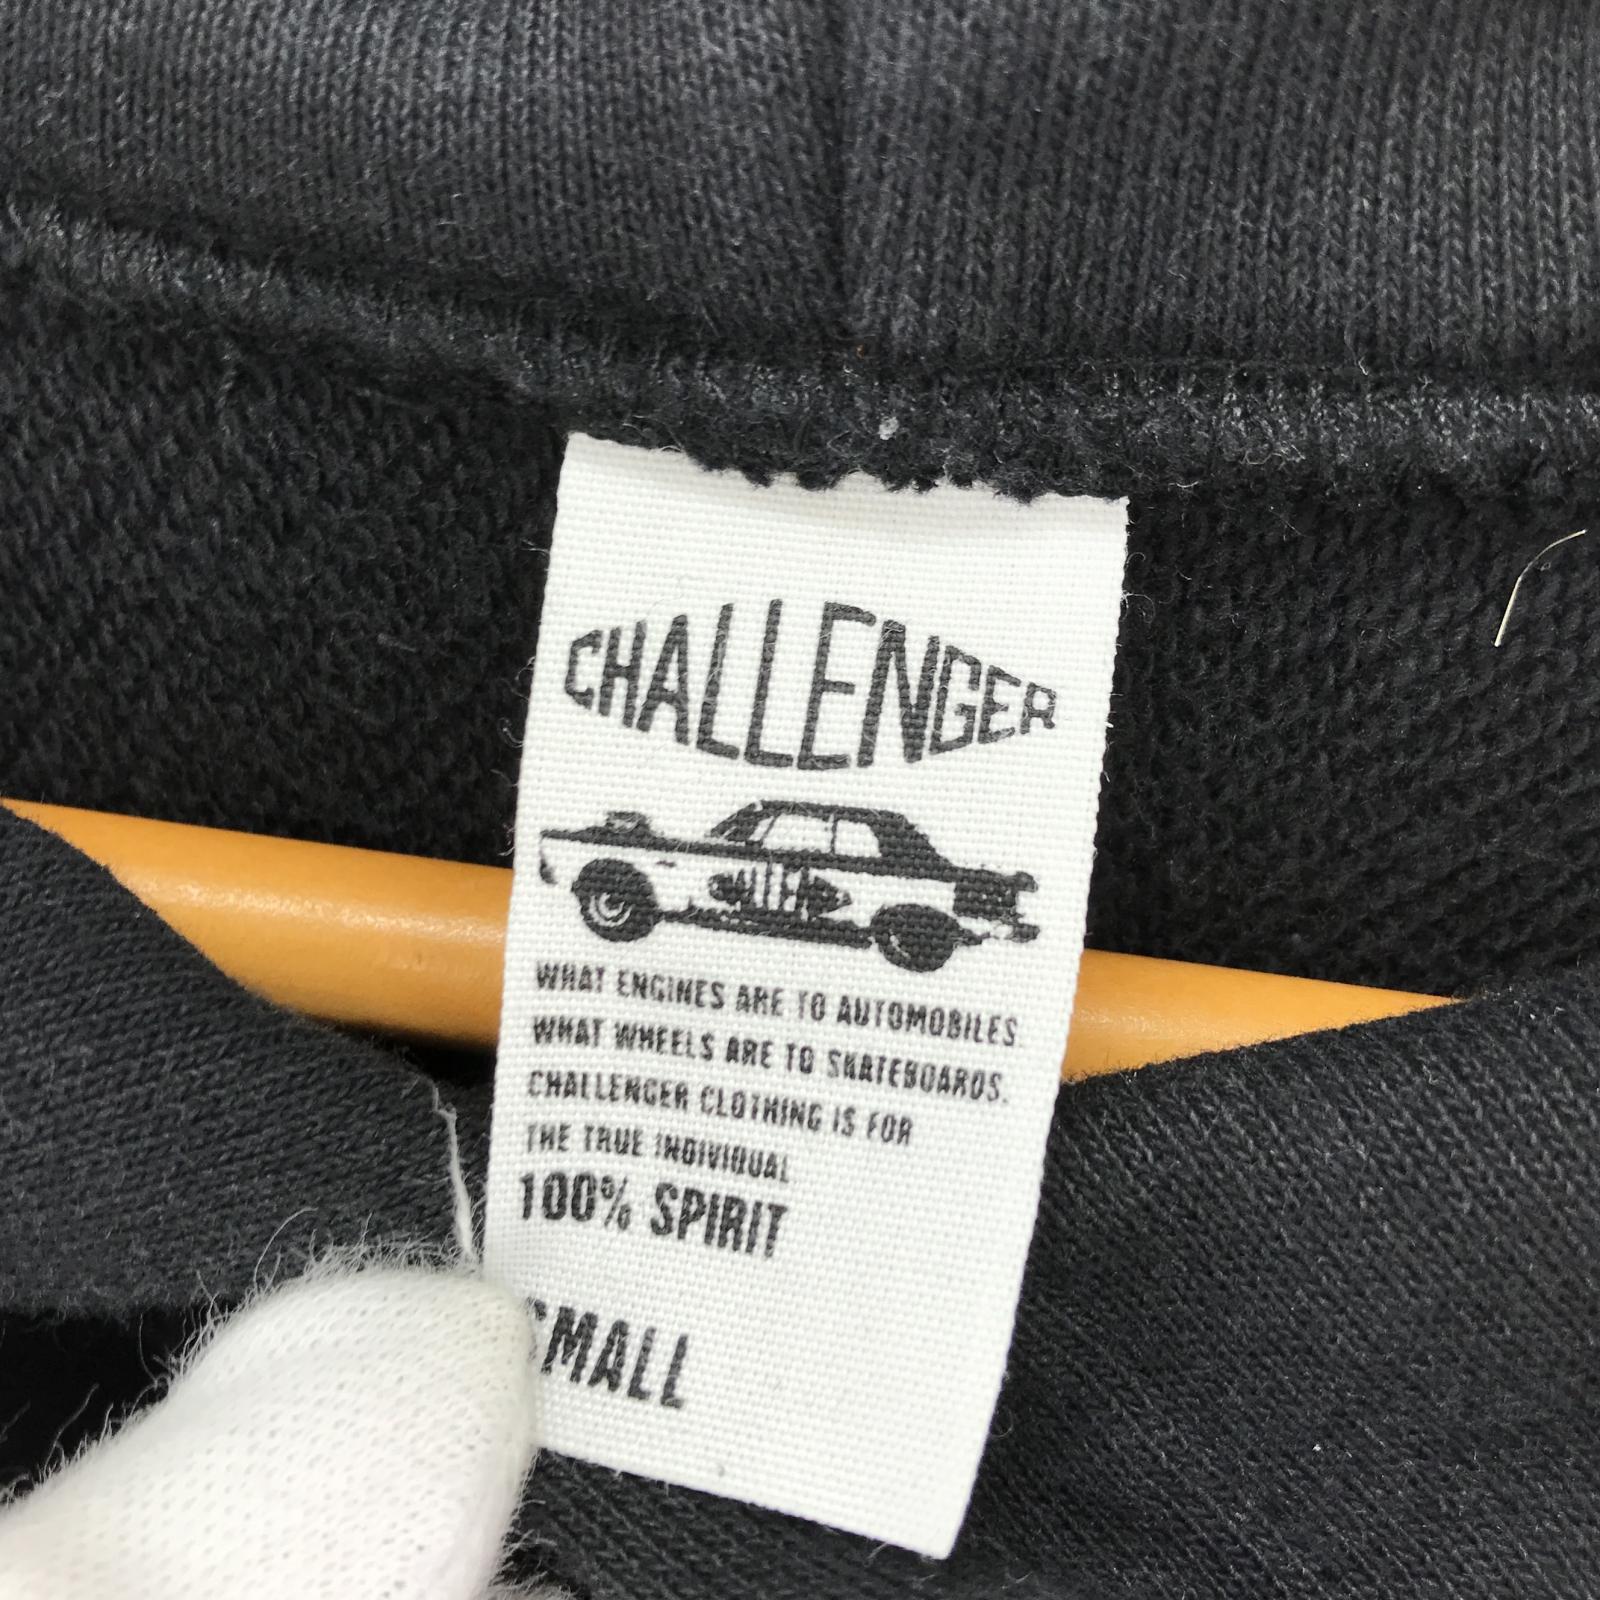 CHALLENGER
WHAT ENGINES ARE TO AUTOMOBILES
WHAT WHEELS ARE TO SKATEBOARDS.
CHALLENGER CLOTHING IS FOR
THE TRUE INDIVIDUAL
100% SPIRIT
SMALL